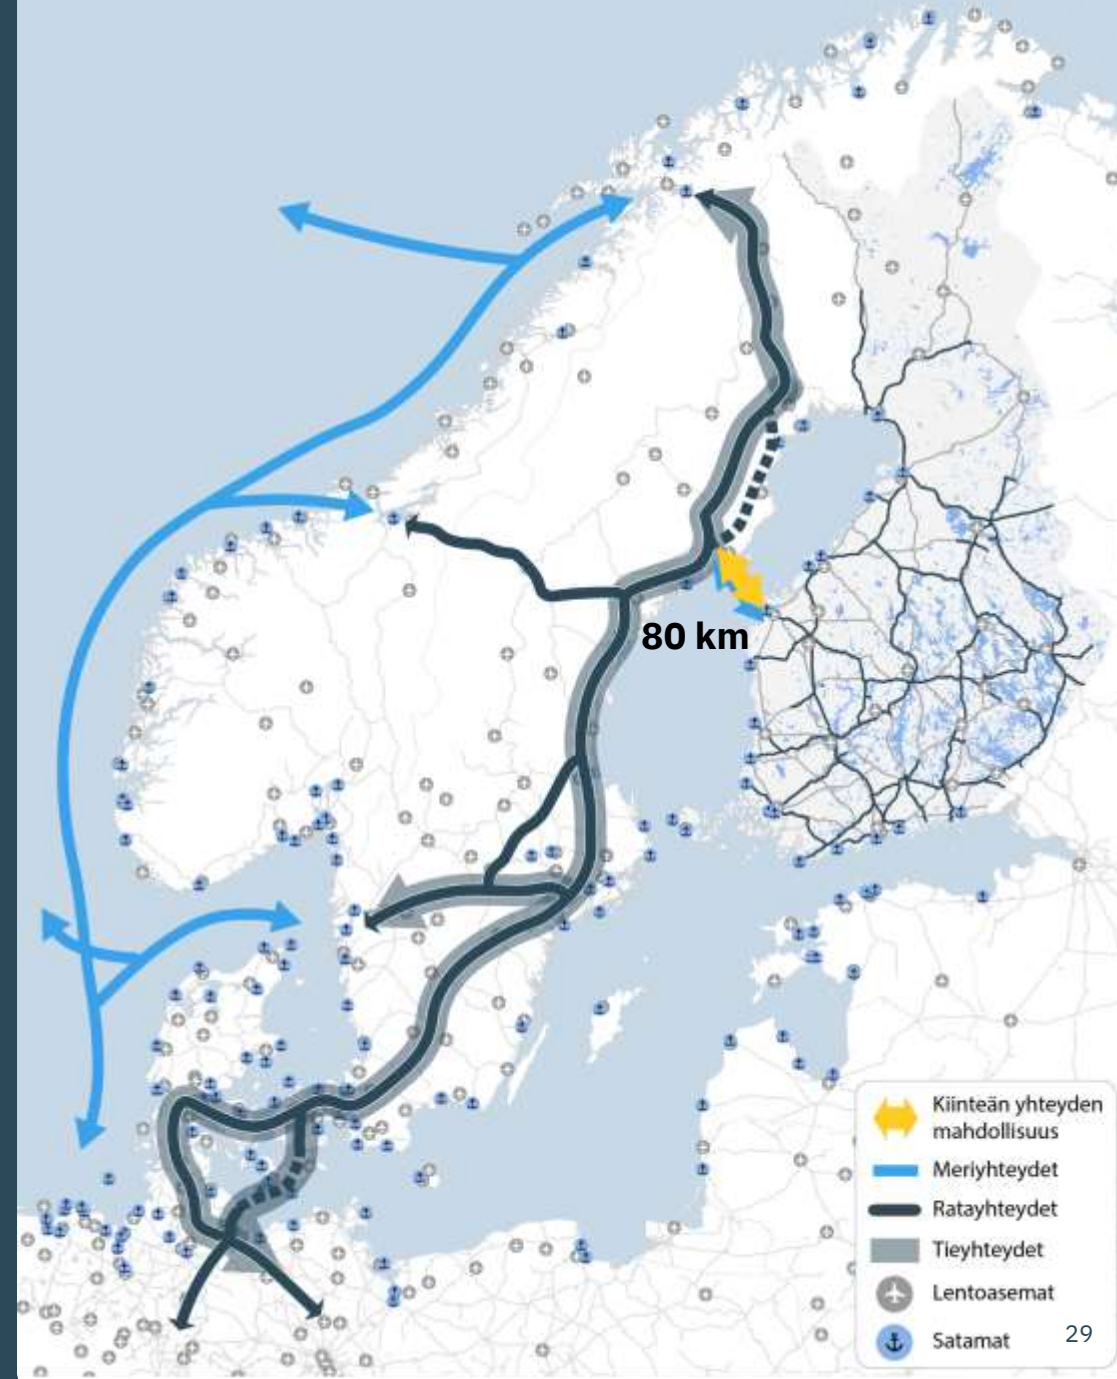 80 km
Kiinteän yhteyden
mahdollisuus
Meriyhteydet
Ratayhteydet
Tieyhteydet
Lentoasemat
Satamat
29